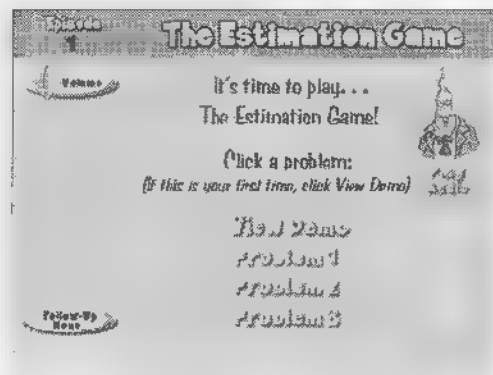 Episode
1
The Estimation Game
It's time to play. . .
The Estimation Game!
Click a problem:
(If this is your first time, click View Demo)
View Demo
Problem 1
Problem 2
Problem 3
Follow-Up